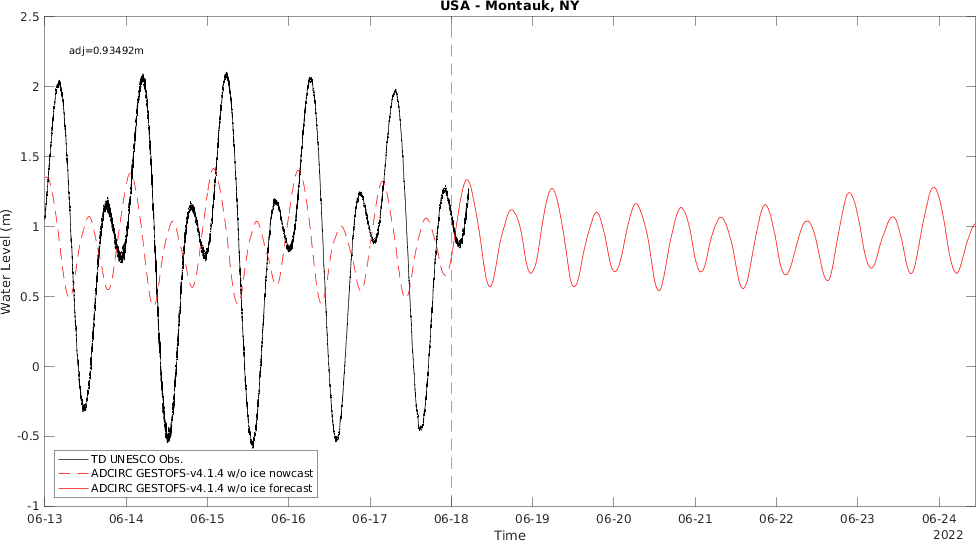 USA - Montauk, NY
adj=0.93492m
Water Level (m)
2.5
2
1.5
1
0.5
0
-0.5
-1
TD UNESCO Obs.
ADCIRC GESTOFS-v4.1.4 w/o ice nowcast
ADCIRC GESTOFS-v4.1.4 w/o ice forecast
06-13 06-14 06-15 06-16 06-17 06-18 06-19 06-20 06-21 06-22 06-23 06-24
Time
2022